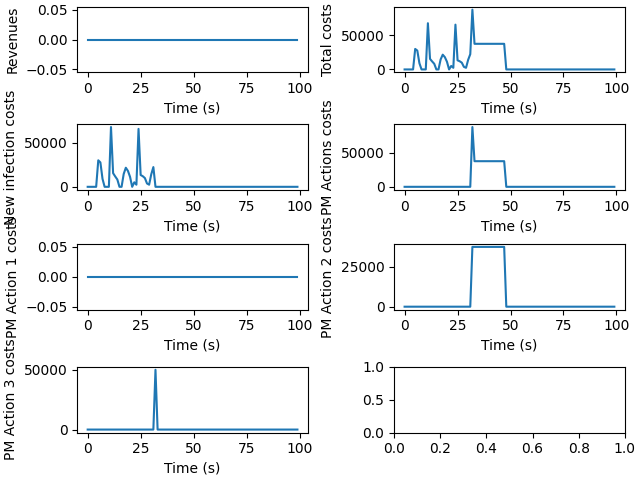 Revenues
0.05
0.00
−0.05
0 25 50 75 100
Time (s)
Total costs
50000
0
0 25 50 75 100
Time (s)
New infection costs
50000
0
0 25 50 75 100
Time (s)
PM Actions costs
50000
0
0 25 50 75 100
Time (s)
PM Action 1 costs
0.05
0.00
−0.05
0 25 50 75 100
Time (s)
PM Action 2 costs
25000
0
0 25 50 75 100
Time (s)
PM Action 3 costs
50000
0
0 25 50 75 100
Time (s)
1.0
0.5
0.0
0.0 0.2 0.4 0.6 0.8 1.0